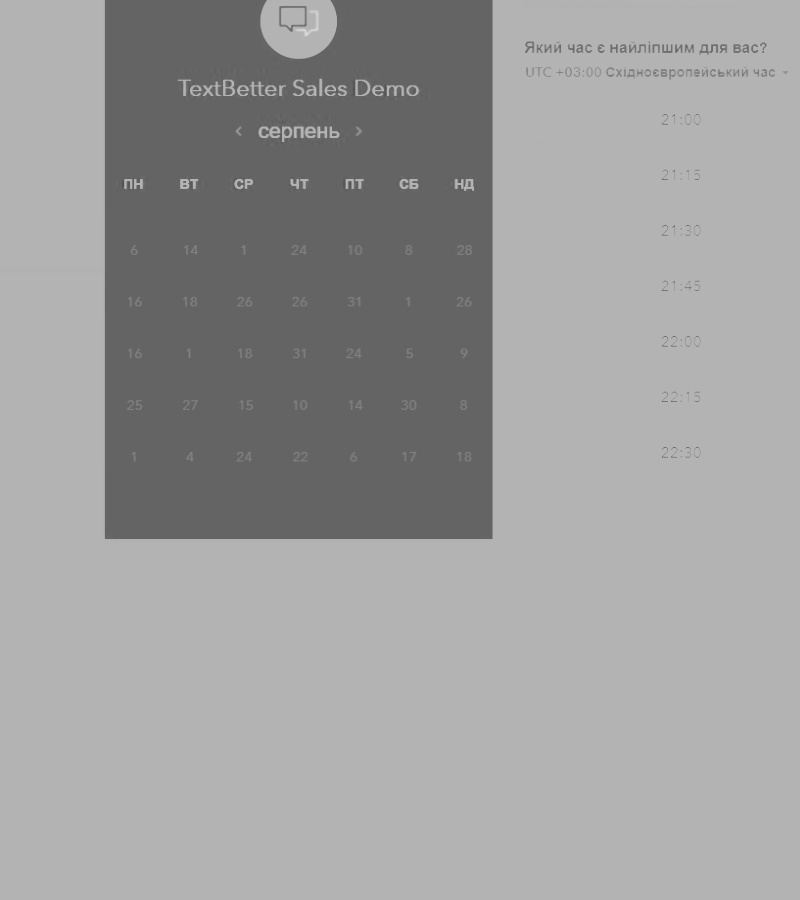 TextBetter Sales Demo
серпень
ПН ВТ СР ЧТ ПТ СБ НД
6 14 1 24 10 8 28
16 18 26 26 31 1 26
16 1 18 31 24 5 9
25 27 15 10 14 30 8
1 4 24 22 6 17 18
Який час є найліпшим для вас?
UTC +03:00 Східноєвропейський час
21:00
21:15
21:30
21:45
22:00
22:15
22:30